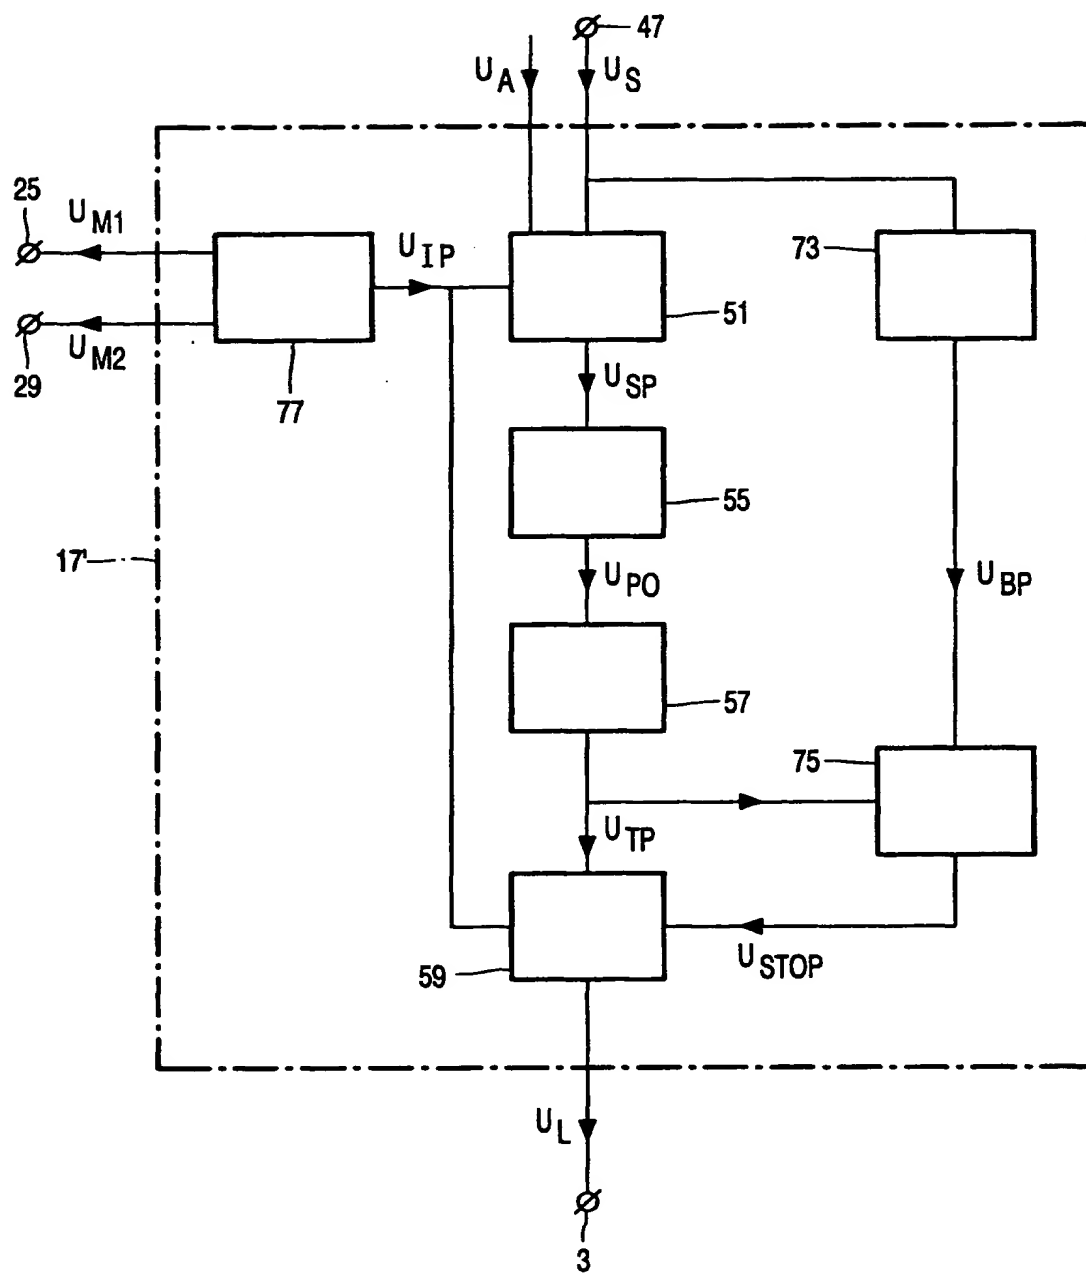 47
U_A
U_S
25
U_M1
U_IP
73
51
29
U_M2
77
U_SP
55
17'
U_PO
U_BP
57
75
U_TP
59
U_STOP
U_L
3